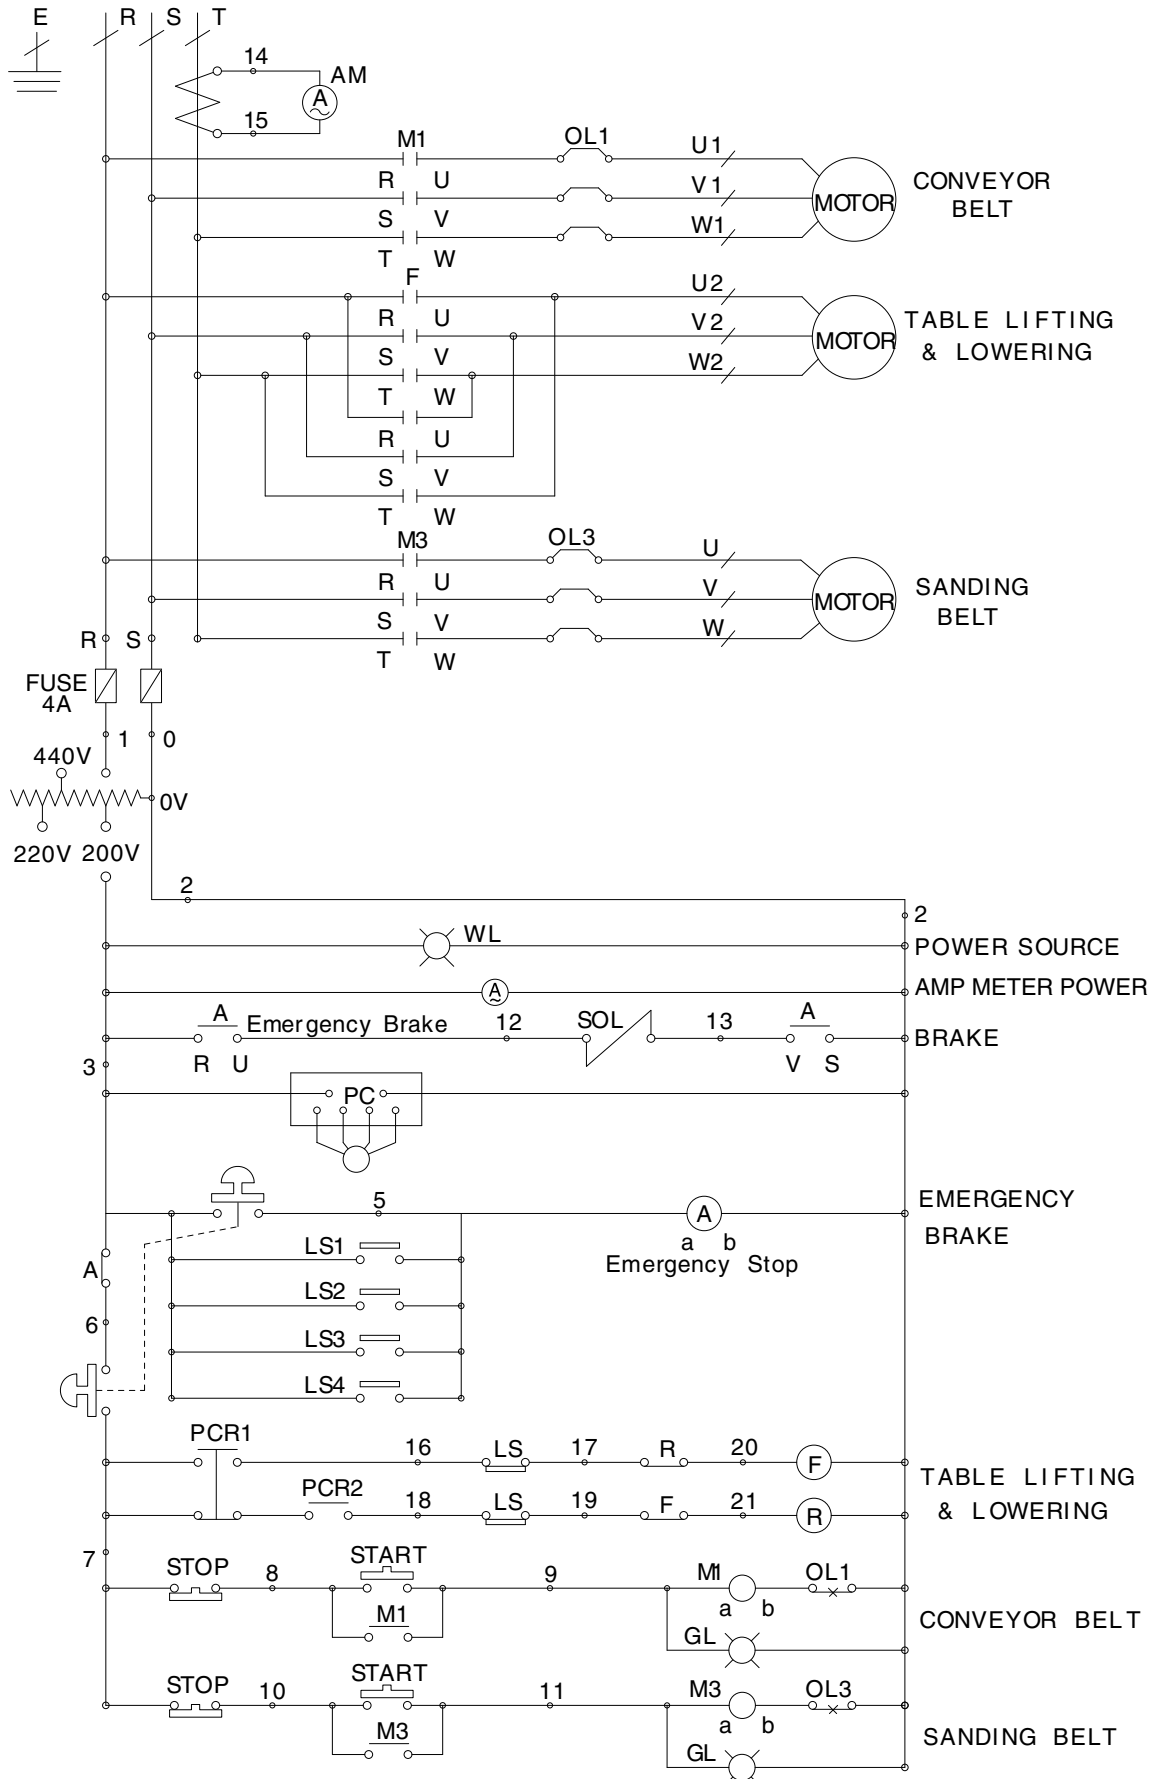 E R S T
14
AM
A
15
M1 OL1 U1
R U V1
MOTOR
CONVEYOR
BELT
S V W1
T W
F U2
R U V2
MOTOR
TABLE LIFTING
& LOWERING
S V W2
T W
R U
S V
T W
M3 OL3 U
R U V
MOTOR
SANDING
BELT
S V W
T W
R S
FUSE
4A
1 0
440V
0V
220V 200V
2
2
WL
POWER SOURCE
A
AMP METER POWER
A Emergency Brake 12 SOL 13 A
BRAKE
R U V S
3
PC
5
A
EMERGENCY
BRAKE
a b
Emergency Stop
LS1
A
LS2
6
LS3
LS4
PCR1 16 LS 17 R 20 F
TABLE LIFTING
& LOWERING
PCR2 18 LS 19 F 21 R
7
STOP 8 START 9 M1 OL1
a b
M1
CONVEYOR BELT
GL
STOP 10 START 11 M3 OL3
a b
M3
SANDING BELT
GL